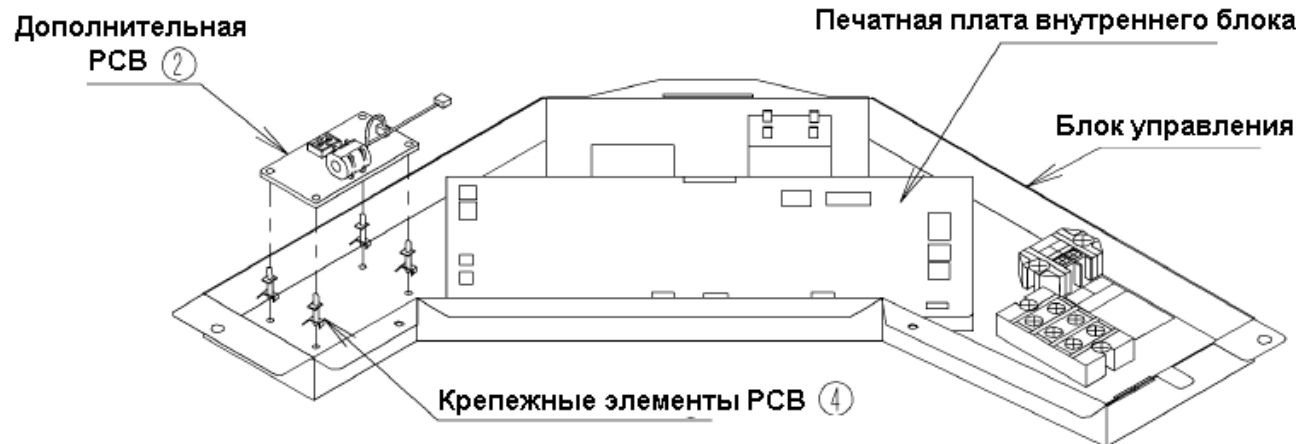 Дополнительная
PCB ②
Печатная плата внутреннего блока
Блок управления
Крепежные элементы PCB ④